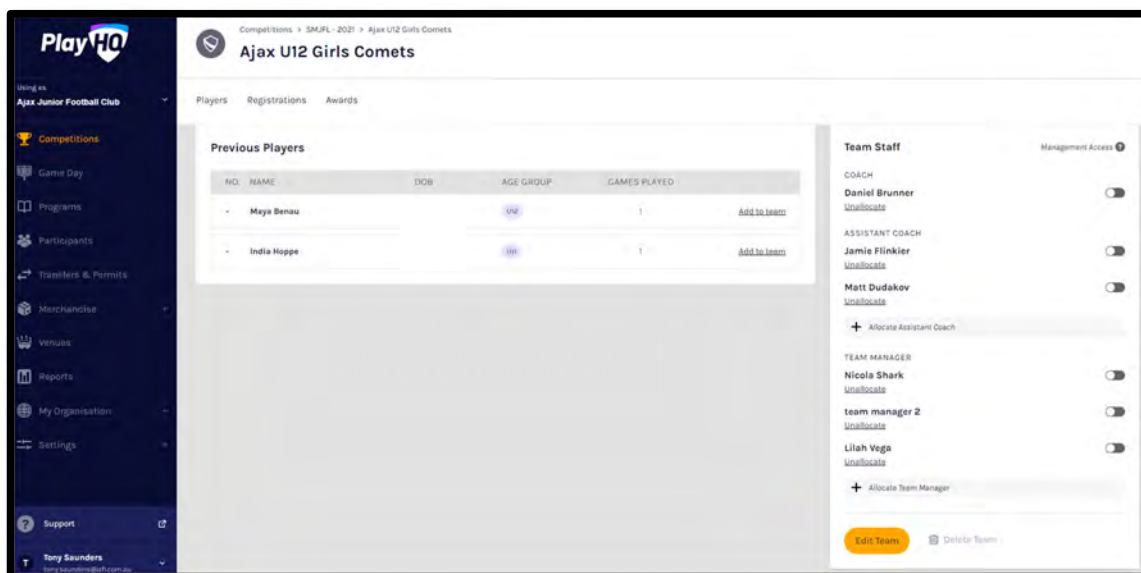 PlayHQ
Using as
Ajax Junior Football Club
Competitions
Game Day
Programs
Participants
Transfers & Permits
Merchandise
Venues
Reports
My Organisation
Settings
? Support
T Tony Saunders
Competitions > SMJFL - 2021 > Ajax U12 Girls Comets
Ajax U12 Girls Comets
Players Registrations Awards
Previous Players
NO. NAME DOB AGE GROUP GAMES PLAYED
- Maya Benau U12 1 Add to team
- India Hoppe 1 Add to team
Team Staff Management Access ?
COACH
Daniel Brunner
Unallocate
ASSISTANT COACH
Jamie Flinkier
Unallocate
Matt Dudakov
Unallocate
+ Allocate Assistant Coach
TEAM MANAGER
Nicola Shark
Unallocate
team manager 2
Unallocate
Lilah Vega
Unallocate
+ Allocate Team Manager
Edit Team Delete Team